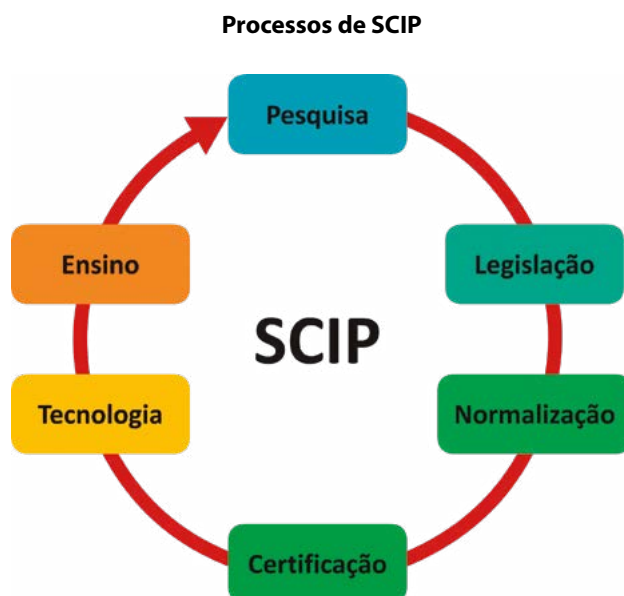 Processos de SCIP
Pesquisa
Legislação
Normalização
Certificação
Tecnologia
Ensino
SCIP